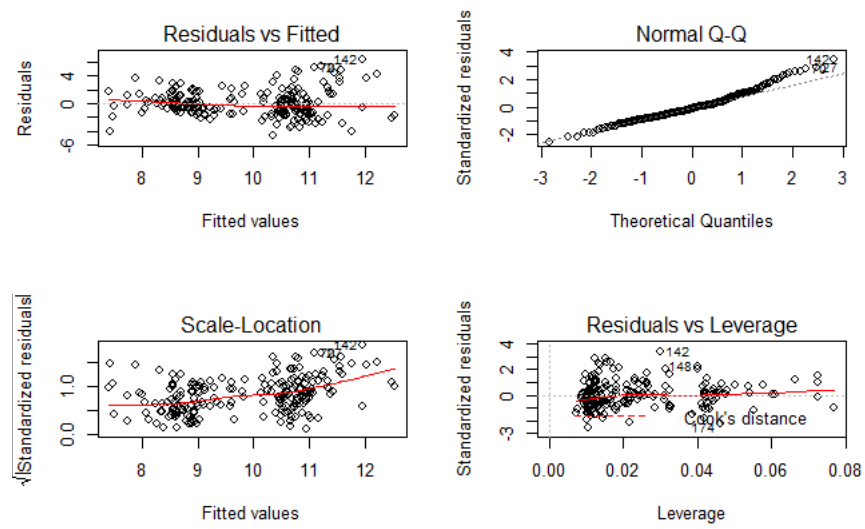 Residuals vs Fitted
Residuals
4
0
-6
142
8 9 10 11 12
Fitted values
Normal Q-Q
Standardized residuals
4
2
0
-2
142
-3 -2 -1 0 1 2 3
Theoretical Quantiles
Scale-Location
√|Standardized residuals|
1.0
0.0
142
8 9 10 11 12
Fitted values
Residuals vs Leverage
Standardized residuals
4
2
0
-3
142
148
174
Cook's distance
0.00 0.02 0.04 0.06 0.08
Leverage